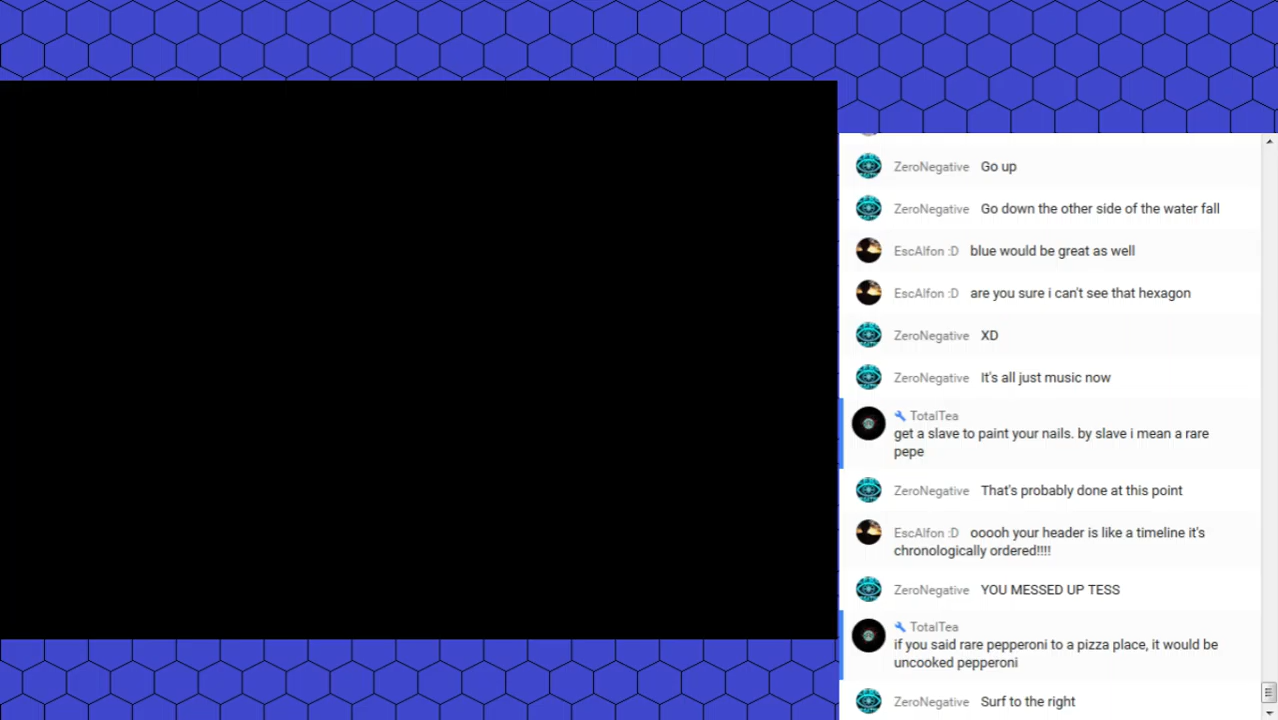 ZeroNegative Go up
ZeroNegative Go down the other side of the water fall
EscAlfon :D blue would be great as well
EscAlfon :D are you sure i can't see that hexagon
ZeroNegative XD
ZeroNegative It's all just music now
TotalTea
get a slave to paint your nails. by slave i mean a rare
pepe
ZeroNegative That's probably done at this point
EscAlfon :D ooooh your header is like a timeline it's
chronologically ordered!!!!
ZeroNegative YOU MESSED UP TESS
TotalTea
if you said rare pepperoni to a pizza place, it would be
uncooked pepperoni
ZeroNegative Surf to the right